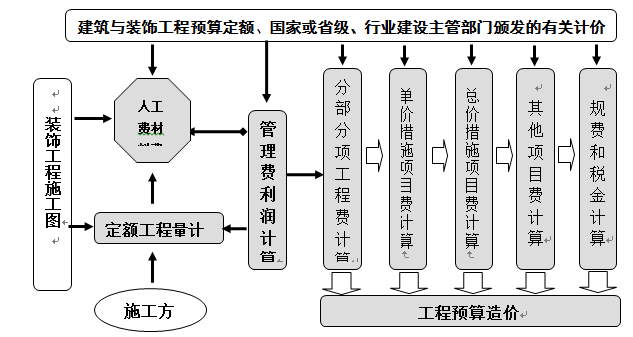 建筑与装饰工程预算定额、国家或省级、行业建设主管部门颁发的有关计价
装饰工程施工图
人工
费材
定额工程量计
施工方
管理费利润计算
分部分项工程费计算
单价措施项目费计算
总价措施项目费计算
其他项目费计算
规费和税金计算
工程预算造价